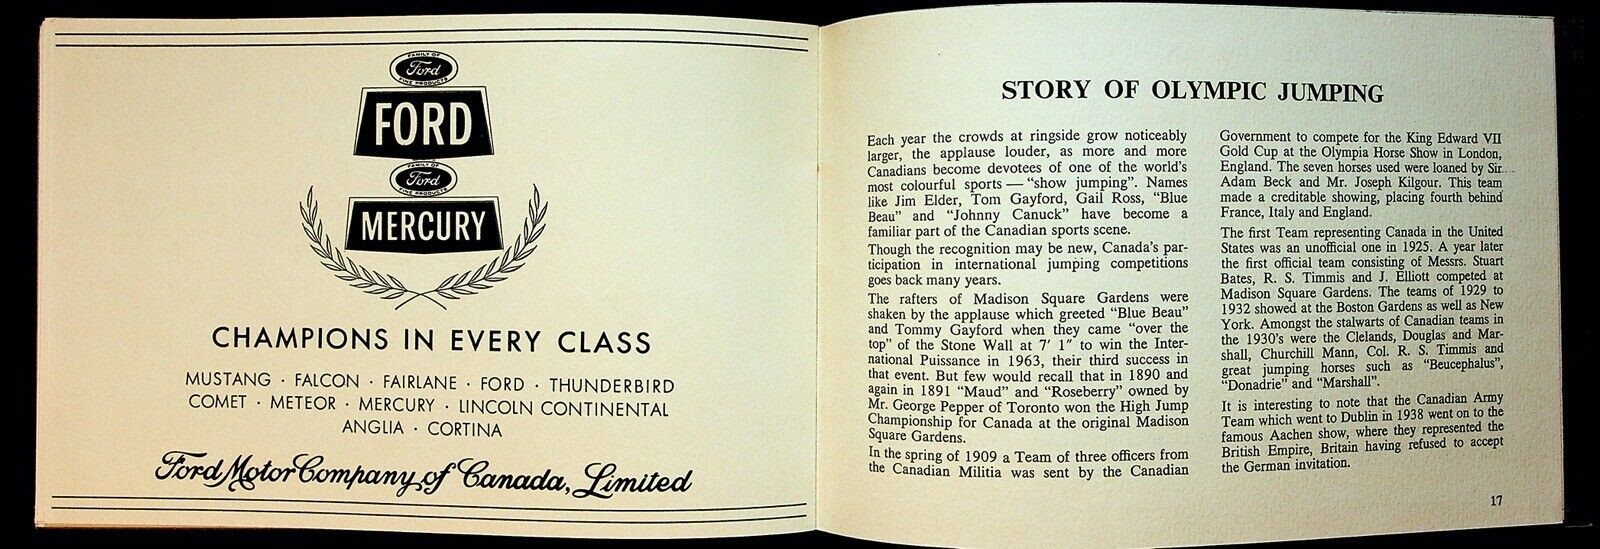 FAMILY OF
Ford
FINE PRODUCTS
FORD
FAMILY OF
Ford
FINE PRODUCTS
MERCURY
CHAMPIONS IN EVERY CLASS
MUSTANG · FALCON · FAIRLANE · FORD · THUNDERBIRD
COMET · METEOR · MERCURY · LINCOLN CONTINENTAL
ANGLIA · CORTINA
Ford Motor Company of Canada, Limited
STORY OF OLYMPIC JUMPING
Each year the crowds at ringside grow noticeably
larger, the applause louder, as more and more
Canadians become devotees of one of the world's
most colourful sports — "show jumping". Names
like Jim Elder, Tom Gayford, Gail Ross, "Blue
Beau" and "Johnny Canuck" have become a
familiar part of the Canadian sports scene.
Though the recognition may be new, Canada's par-
ticipation in international jumping competitions
goes back many years.
The rafters of Madison Square Gardens were
shaken by the applause which greeted "Blue Beau"
and Tommy Gayford when they came "over the
top" of the Stone Wall at 7' 1" to win the Inter-
national Puissance in 1963, their third success in
that event. But few would recall that in 1890 and
again in 1891 "Maud" and "Roseberry" owned by
Mr. George Pepper of Toronto won the High Jump
Championship for Canada at the original Madison
Square Gardens.
In the spring of 1909 a Team of three officers from
the Canadian Militia was sent by the Canadian
Government to compete for the King Edward VII
Gold Cup at the Olympia Horse Show in London,
England. The seven horses used were loaned by Sir
Adam Beck and Mr. Joseph Kilgour. This team
made a creditable showing, placing fourth behind
France, Italy and England.
The first Team representing Canada in the United
States was an unofficial one in 1925. A year later
the first official team consisting of Messrs. Stuart
Bates, R. S. Timmis and J. Elliott competed at
Madison Square Gardens. The teams of 1929 to
1932 showed at the Boston Gardens as well as New
York. Amongst the stalwarts of Canadian teams in
the 1930's were the Clelands, Douglas and Mar-
shall, Churchill Mann, Col. R. S. Timmis and
great jumping horses such as "Beucephalus",
"Donadrie" and "Marshall".
It is interesting to note that the Canadian Army
Team which went to Dublin in 1938 went on to the
famous Aachen show, where they represented the
British Empire, Britain having refused to accept
the German invitation.
17